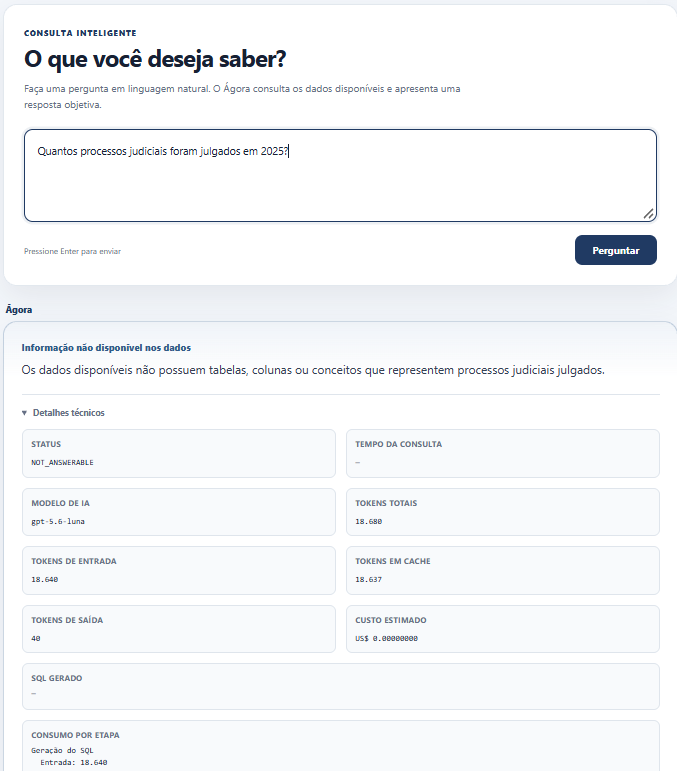 CONSULTA INTELIGENTE
O que você deseja saber?
Faça uma pergunta em linguagem natural. O Ágora consulta os dados disponíveis e apresenta uma
resposta objetiva.
Quantos processos judiciais foram julgados em 2025?
Pressione Enter para enviar
Perguntar
Ágora
Informação não disponível nos dados
Os dados disponíveis não possuem tabelas, colunas ou conceitos que representem processos judiciais julgados.
▼ Detalhes técnicos
STATUS
NOT_ANSWERABLE
TEMPO DA CONSULTA
—
MODELO DE IA
gpt-5.6-luna
TOKENS TOTAIS
18.680
TOKENS DE ENTRADA
18.640
TOKENS EM CACHE
18.637
TOKENS DE SAÍDA
40
CUSTO ESTIMADO
US$ 0.00000000
SQL GERADO
—
CONSUMO POR ETAPA
Geração do SQL
Entrada: 18.640